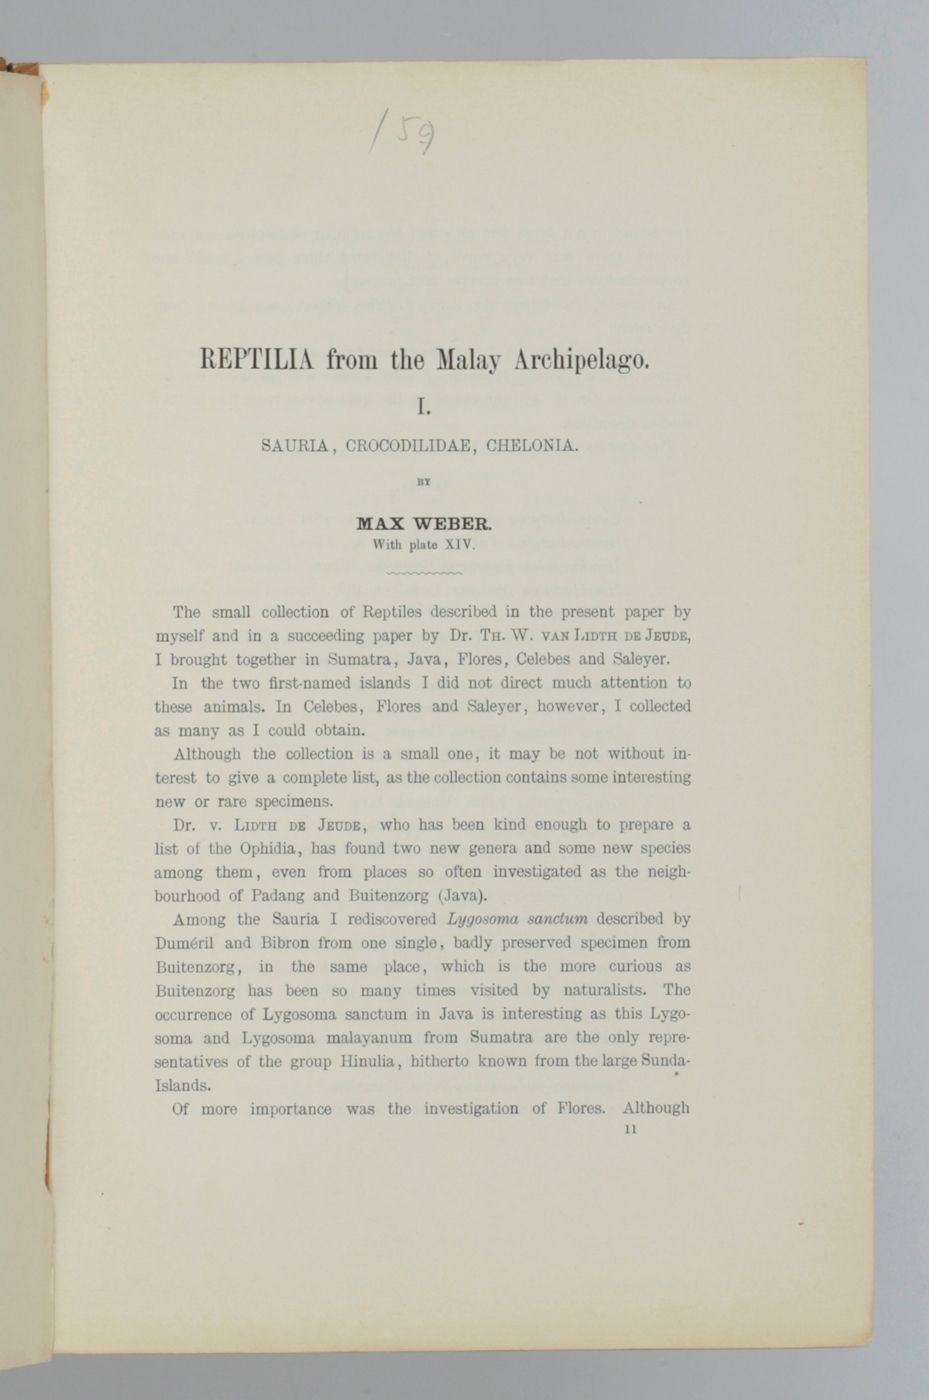 159
REPTILIA from the Malay Archipelago.
I.
SAURIA, CROCODILIDAE, CHELONIA.
BY
MAX WEBER.
With plate XIV.
The small collection of Reptiles described in the present paper by
myself and in a succeeding paper by Dr. TH. W. VAN LIDTH DE JEUDE,
I brought together in Sumatra, Java, Flores, Celebes and Saleyer.
In the two first-named islands I did not direct much attention to
these animals. In Celebes, Flores and Saleyer, however, I collected
as many as I could obtain.
Although the collection is a small one, it may be not without in-
terest to give a complete list, as the collection contains some interesting
new or rare specimens.
Dr. V. LIDTH DE JEUDE, who has been kind enough to prepare a
list of the Ophidia, has found two new genera and some new species
among them, even from places so often investigated as the neigh-
bourhood of Padang and Buitenzorg (Java).
Among the Sauria I rediscovered Lygosoma sanctum described by
Duméril and Bibron from one single, badly preserved specimen from
Buitenzorg, in the same place, which is the more curious as
Buitenzorg has been so many times visited by naturalists. The
occurrence of Lygosoma sanctum in Java is interesting as this Lygo-
soma and Lygosoma malayanum from Sumatra are the only repre-
sentatives of the group Hinulia, hitherto known from the large Sunda-
Islands.
Of more importance was the investigation of Flores. Although
11